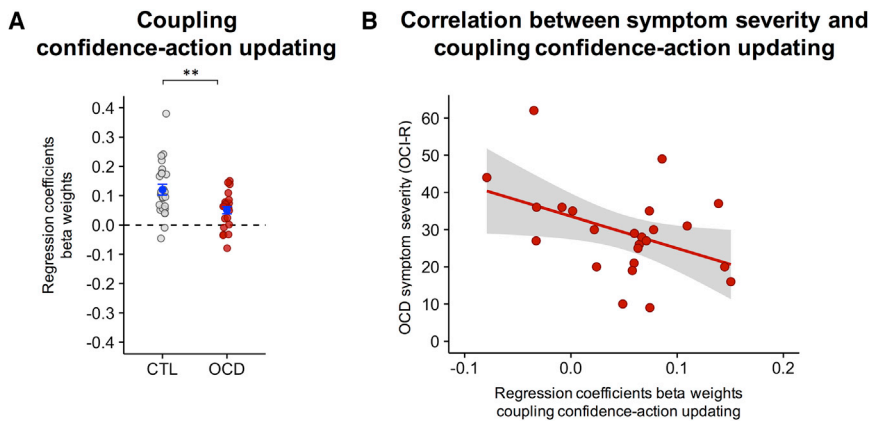 A
Coupling
confidence-action updating
**
Regression coefficients
beta weights
0.4
0.3
0.2
0.1
0.0
-0.1
-0.2
-0.3
-0.4
CTL
OCD
B
Correlation between symptom severity and
coupling confidence-action updating
OCD symptom severity (OCI-R)
60
50
40
30
20
10
0
-0.1
0.0
0.1
0.2
Regression coefficients beta weights
coupling confidence-action updating